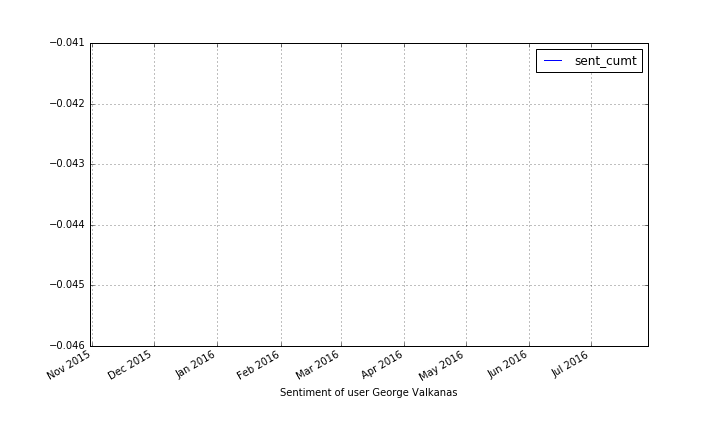 −0.041
sent_cumt
−0.042
−0.043
−0.044
−0.045
−0.046
Nov 2015
Dec 2015
Jan 2016
Feb 2016
Mar 2016
Apr 2016
May 2016
Jun 2016
Jul 2016
Sentiment of user George Valkanas